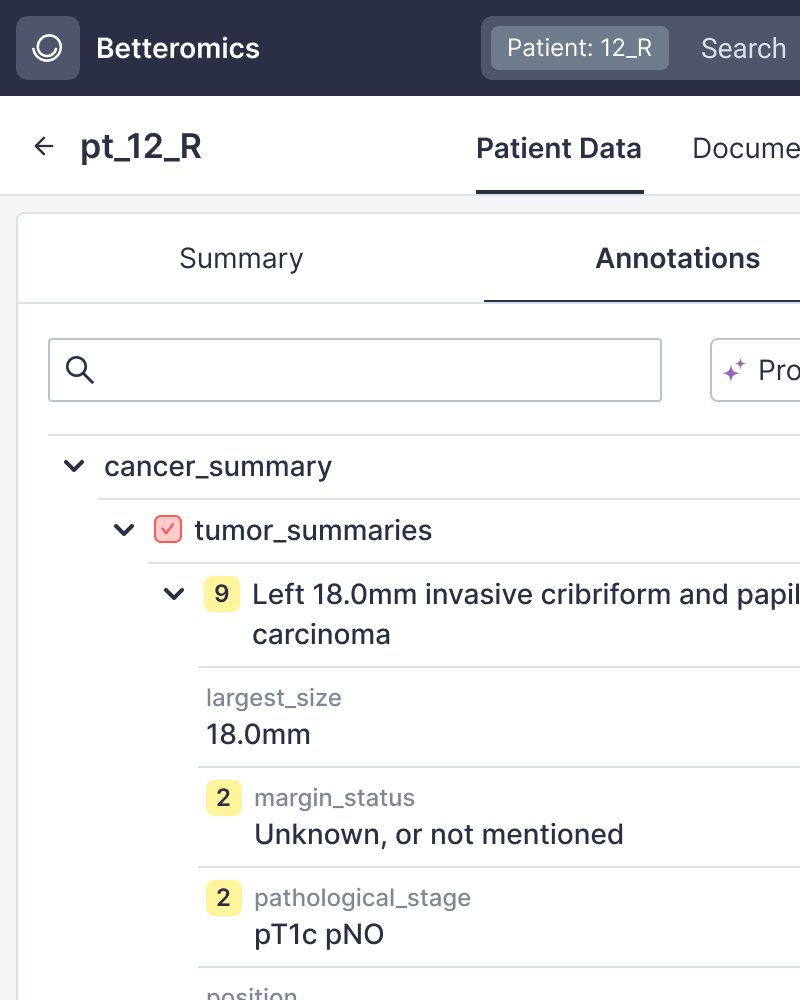 Betteromics
Patient: 12_R
Search
pt_12_R
Patient Data
Docume
Summary
Annotations
Pro
cancer_summary
tumor_summaries
9 Left 18.0mm invasive cribriform and papil
carcinoma
largest_size
18.0mm
2 margin_status
Unknown, or not mentioned
2 pathological_stage
pT1c pNO
position